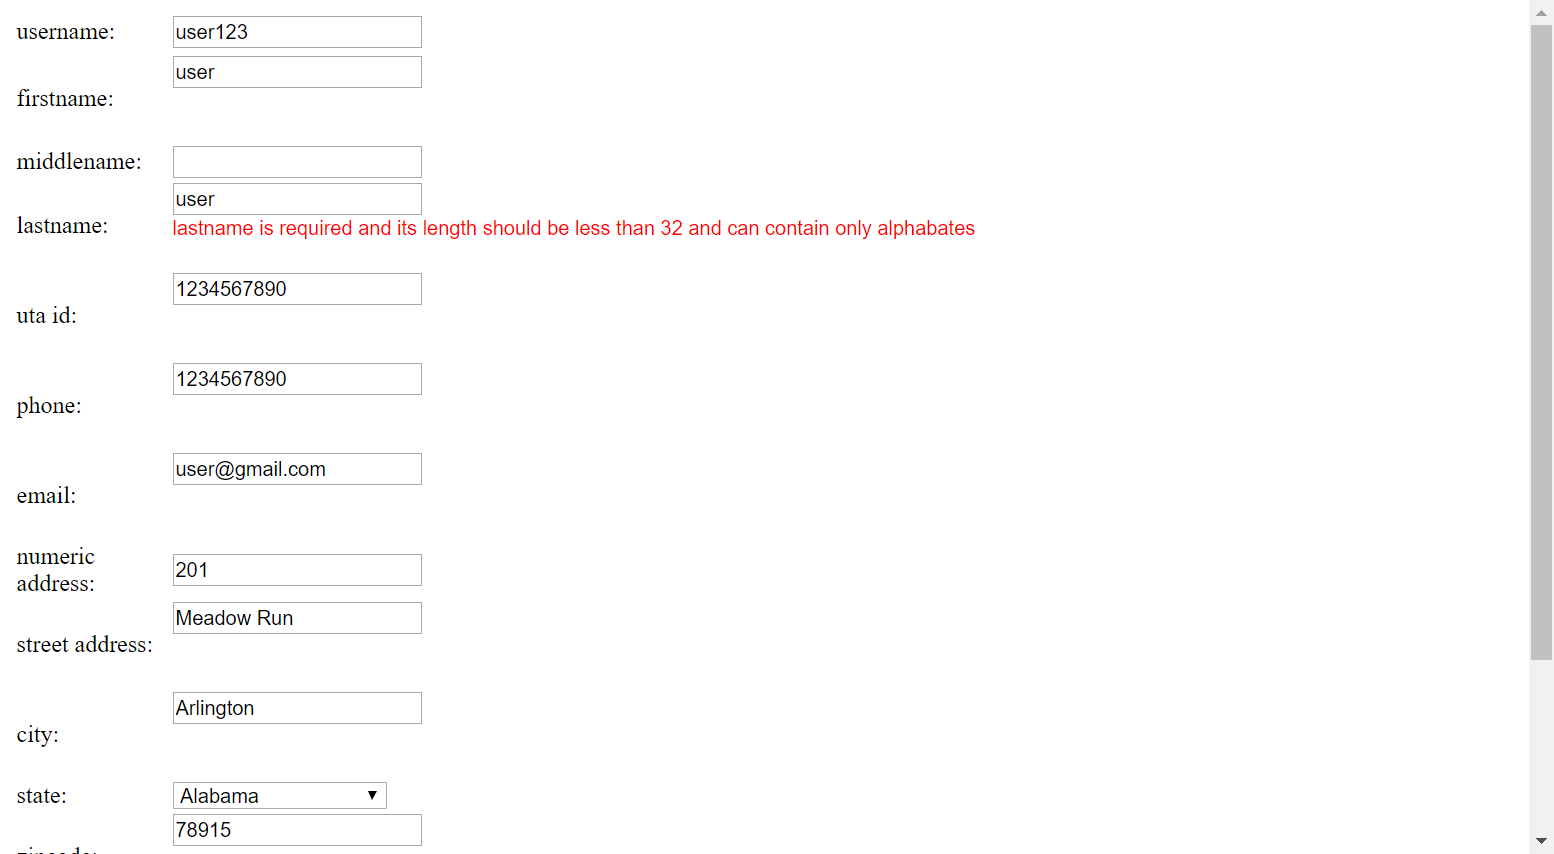 username: user123
user
firstname:
middlename:
user
lastname:
lastname is required and its length should be less than 32 and can contain only alphabates
1234567890
uta id:
1234567890
phone:
user@gmail.com
email:
numeric
address:
201
Meadow Run
street address:
Arlington
city:
state: Alabama
78915